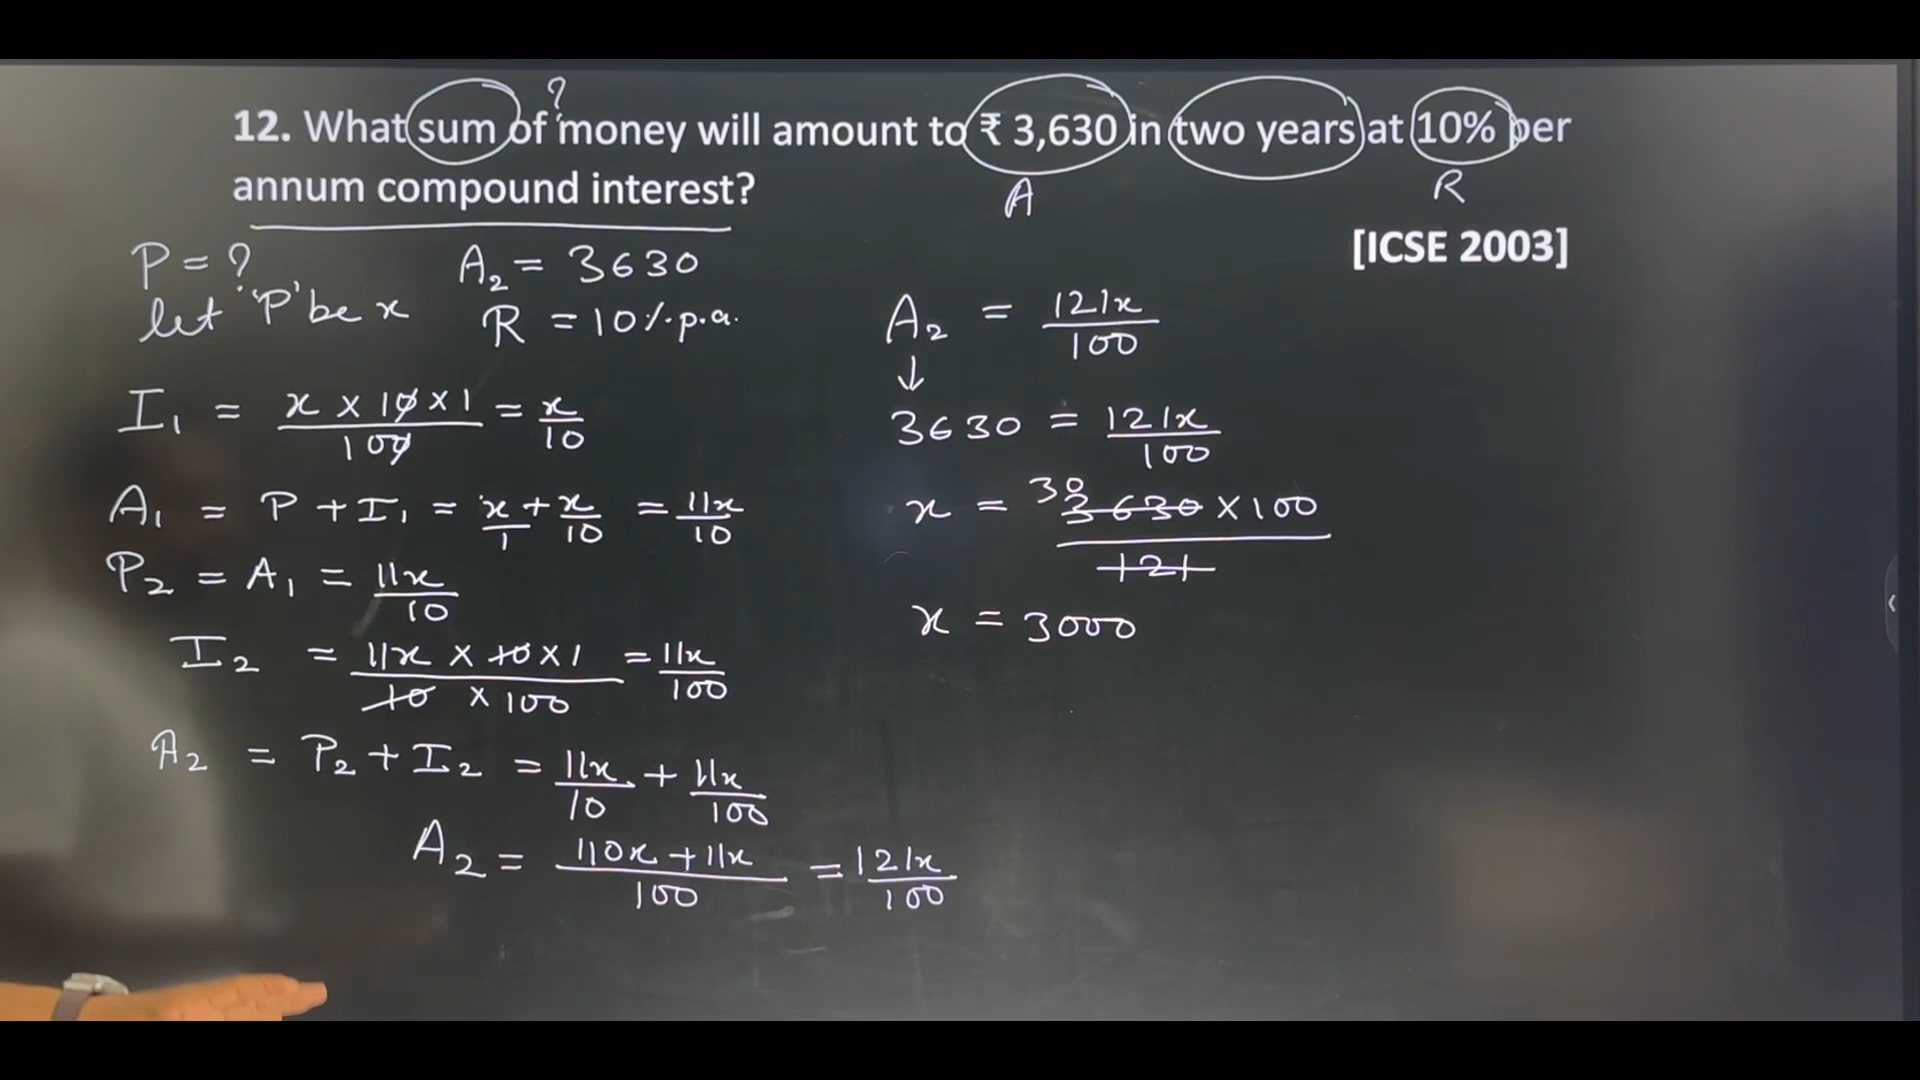 ?
12. What sum of money will amount to ₹ 3,630 in two years at 10% per
annum compound interest?
A
R
[ICSE 2003]
P = ?
A₂ = 3630
let 'P' be x
R = 10%.p.a.
I₁ = x × 10 × 1 / 100 = x/10
A₁ = P + I₁ = x/1 + x/10 = 11x/10
P₂ = A₁ = 11x/10
I₂ = 11x × 10 × 1 / 10 × 100 = 11x/100
A₂ = P₂ + I₂ = 11x/10 + 11x/100
A₂ = 110x + 11x / 100 = 121x/100
A₂ = 121x/100
↓
3630 = 121x/100
30
x = 3630 × 100 / 121
x = 3000